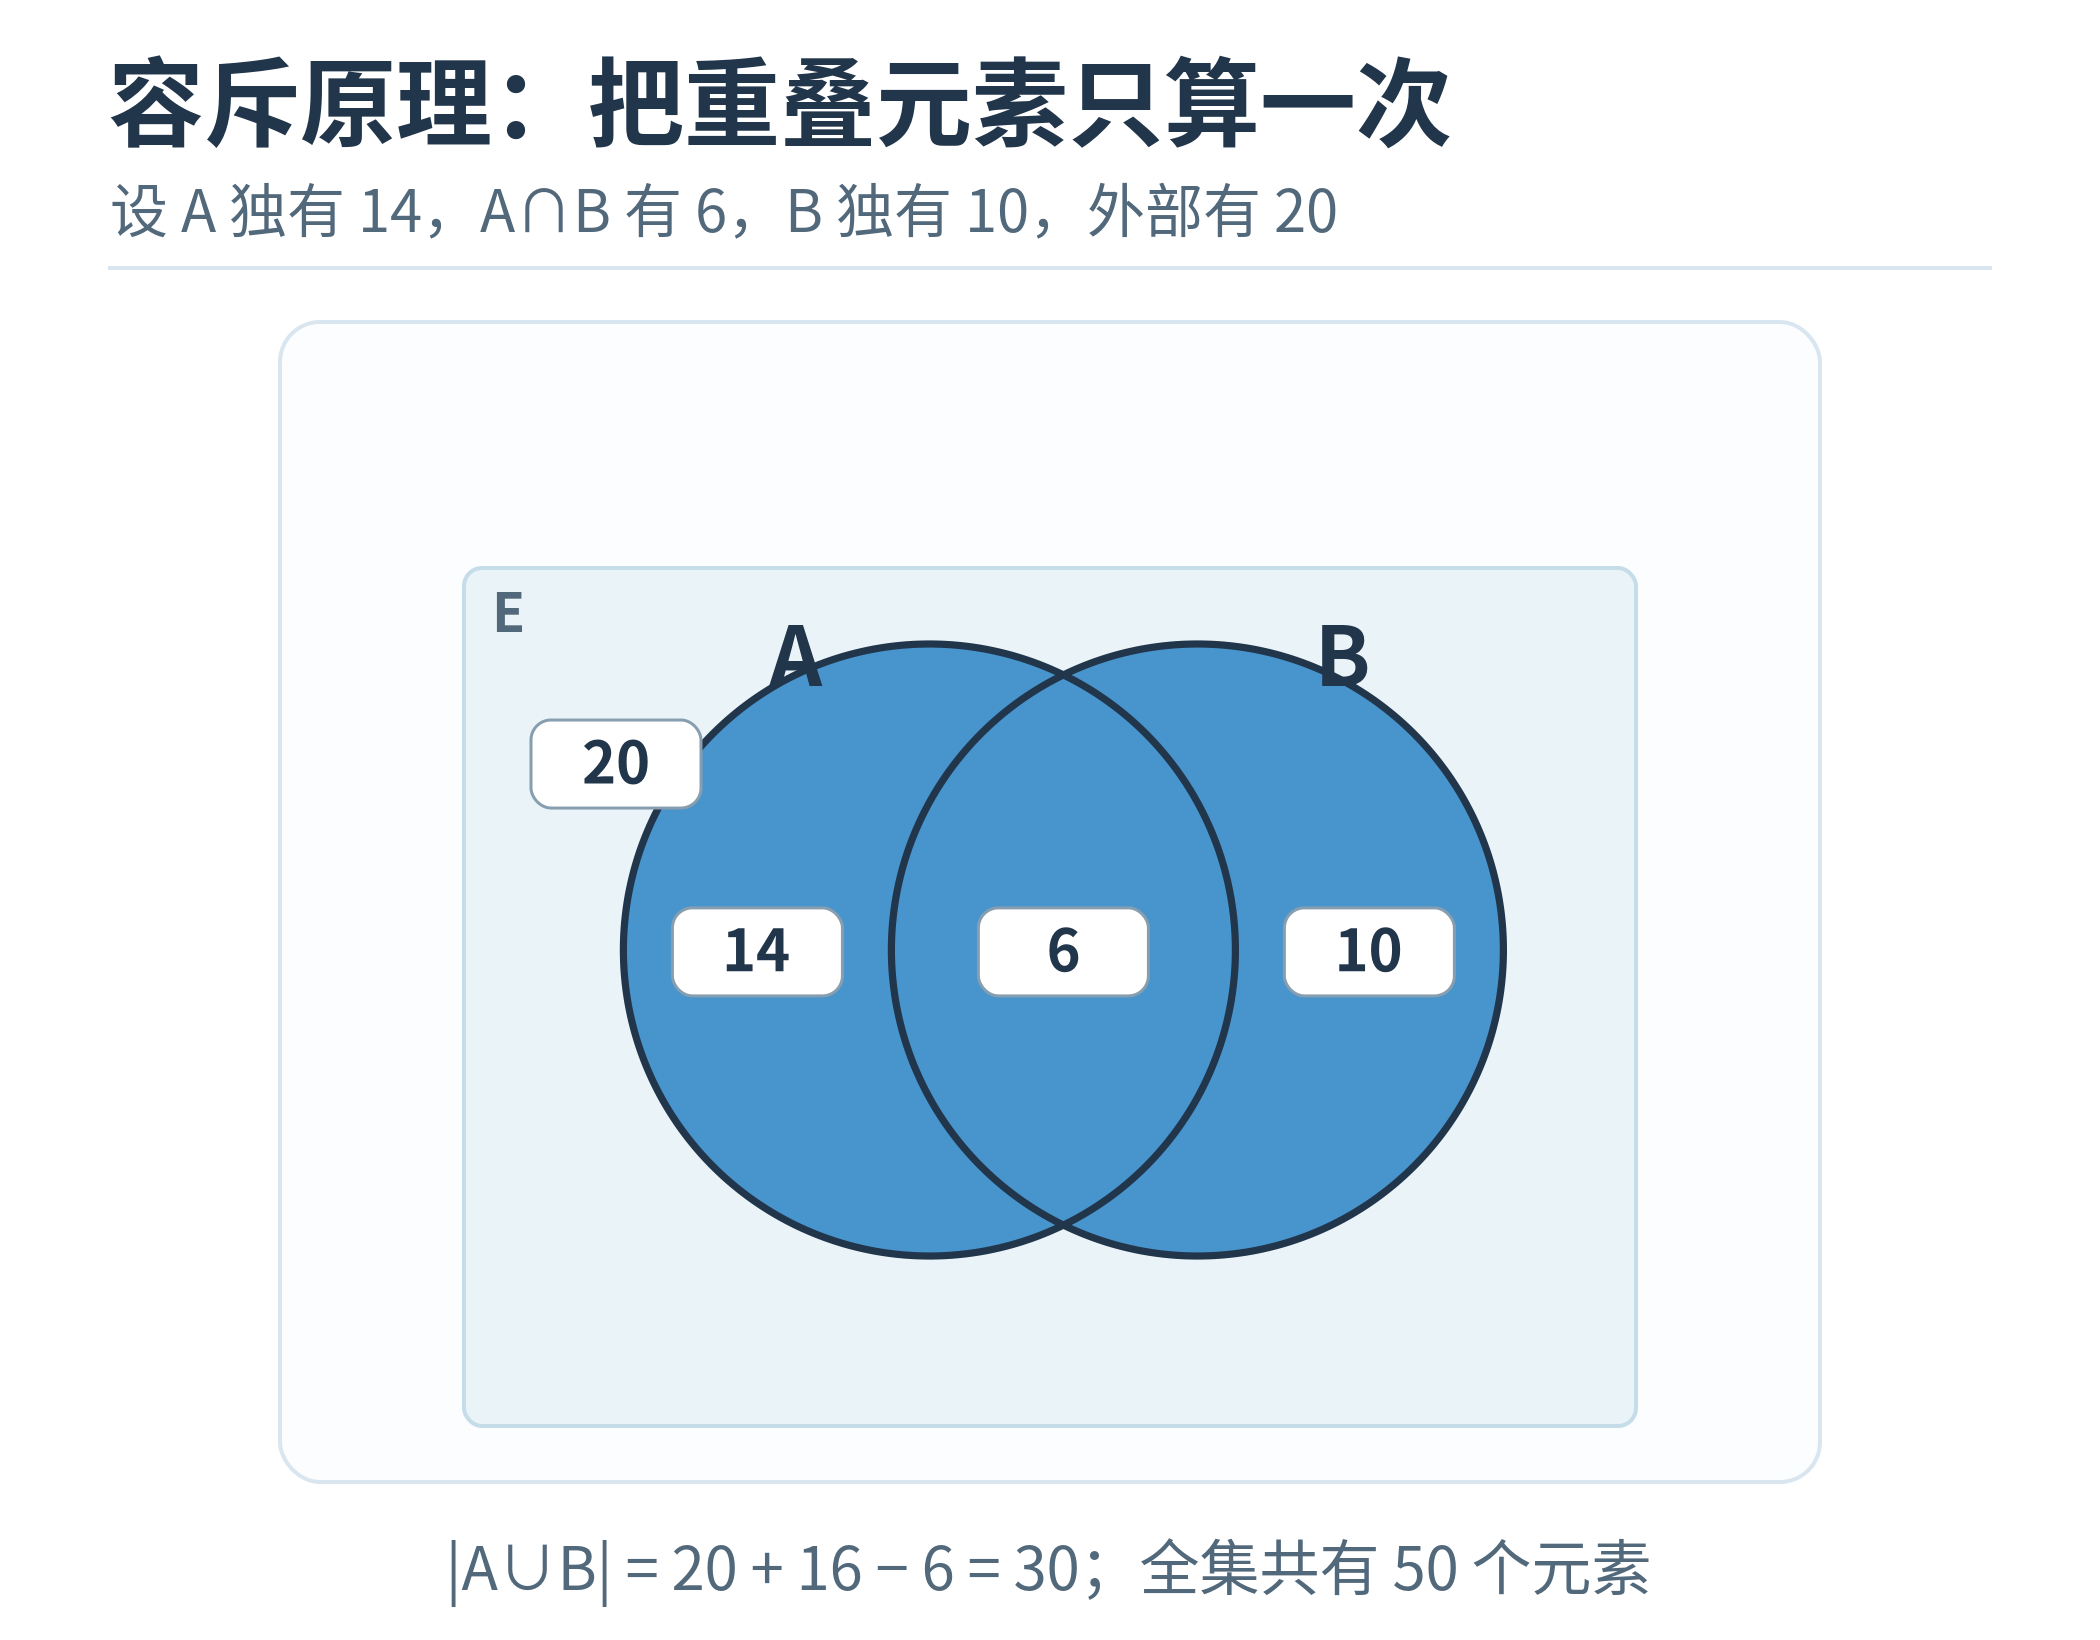 容斥原理：把重叠元素只算一次
设 A 独有 14，A∩B 有 6，B 独有 10，外部有 20
E
A
B
20
14
6
10
|A∪B| = 20 + 16 − 6 = 30；全集共有 50 个元素